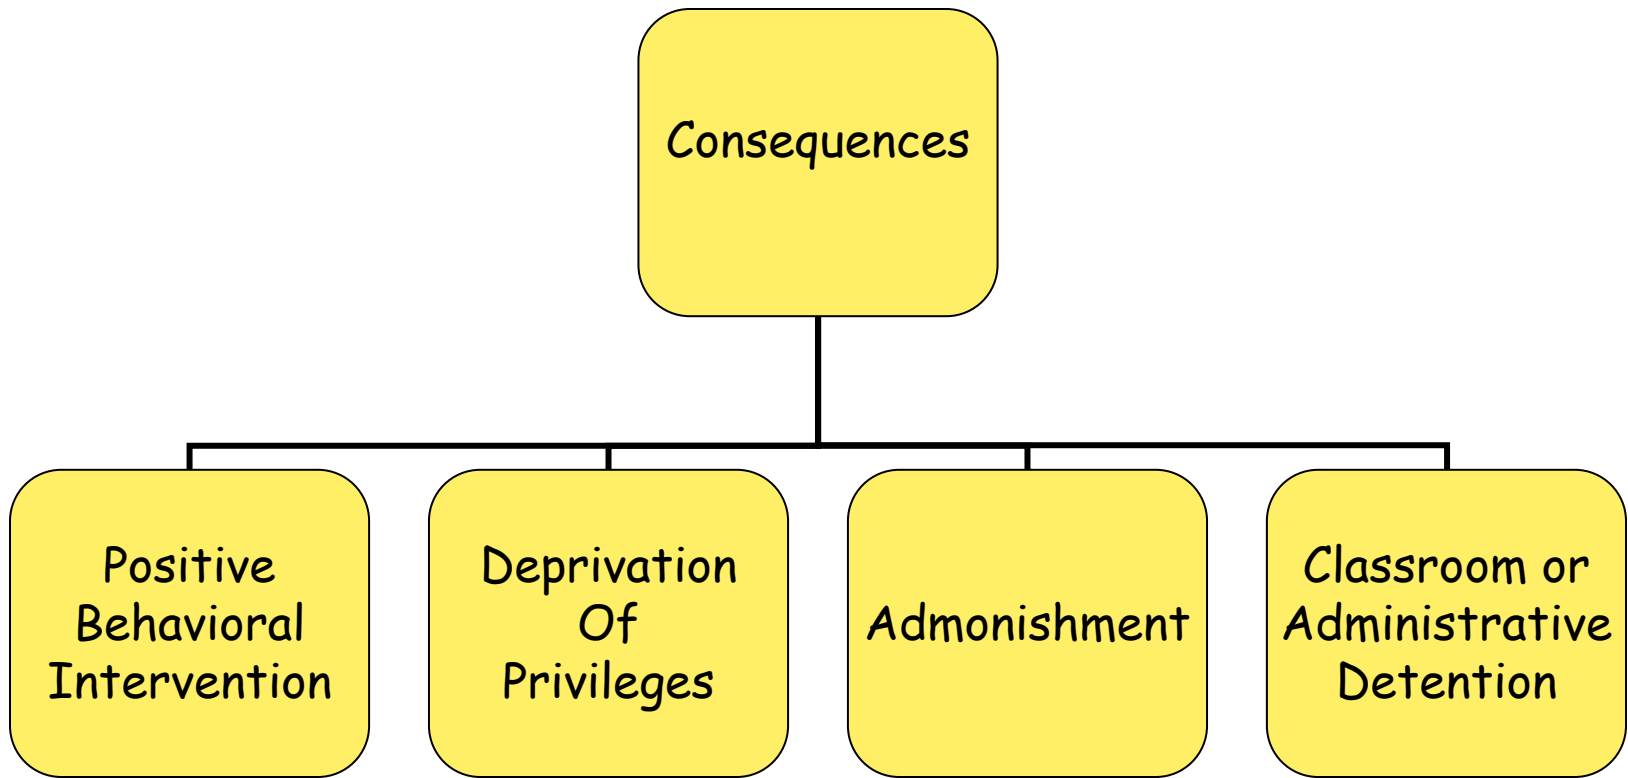 Consequences
Positive
Behavioral
Intervention
Deprivation
Of
Privileges
Admonishment
Classroom or
Administrative
Detention